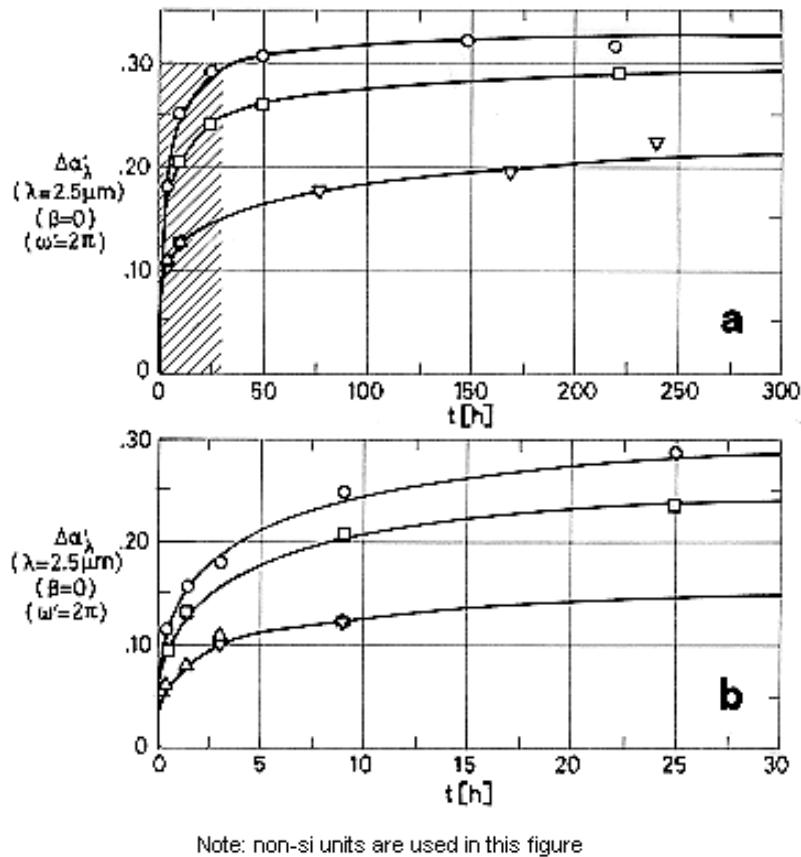 .30
.20
.10
0
Δα'λ
(λ=2.5μm)
(β=0)
(ω'=2π)
a
0 50 100 150 200 250 300
t[h]
.30
.20
.10
0
Δα'λ
(λ=2.5μm)
(β=0)
(ω'=2π)
b
0 5 10 15 20 25 30
t[h]
Note: non-si units are used in this figure